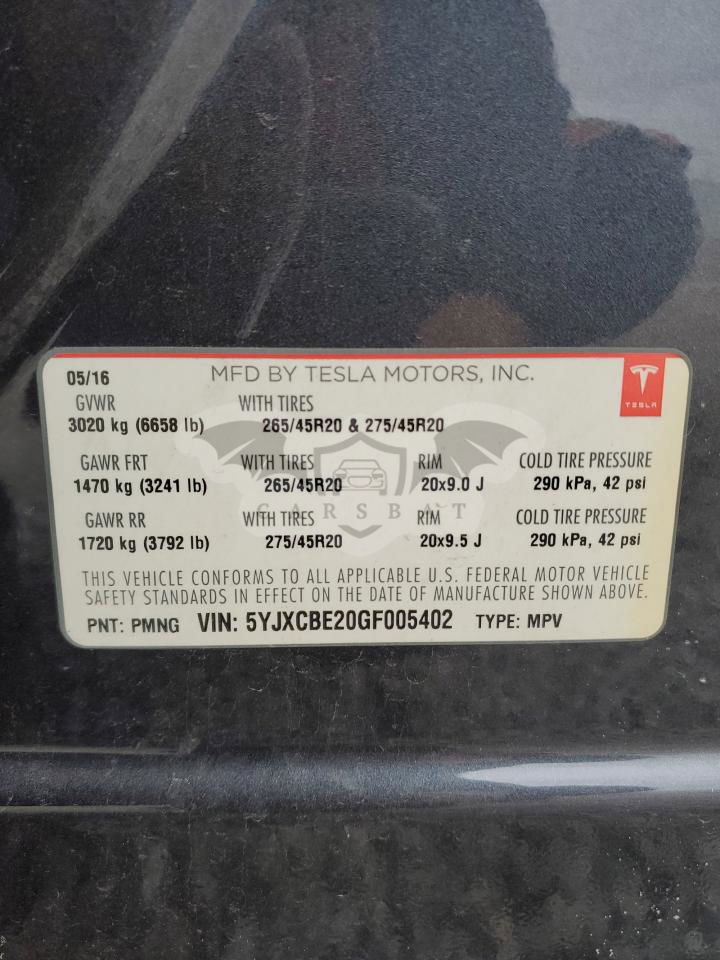 05/16 MFD BY TESLA MOTORS, INC.
TESLA
GVWR WITH TIRES
3020 kg (6658 lb) 265/45R20 & 275/45R20
GAWR FRT WITH TIRES RIM COLD TIRE PRESSURE
1470 kg (3241 lb) 265/45R20 20x9.0 J 290 kPa, 42 psi
CARSBAT
GAWR RR WITH TIRES RIM COLD TIRE PRESSURE
1720 kg (3792 lb) 275/45R20 20x9.5 J 290 kPa, 42 psi
THIS VEHICLE CONFORMS TO ALL APPLICABLE U.S. FEDERAL MOTOR VEHICLE
SAFETY STANDARDS IN EFFECT ON THE DATE OF MANUFACTURE SHOWN ABOVE.
PNT: PMNG VIN: 5YJXCBE20GF005402 TYPE: MPV